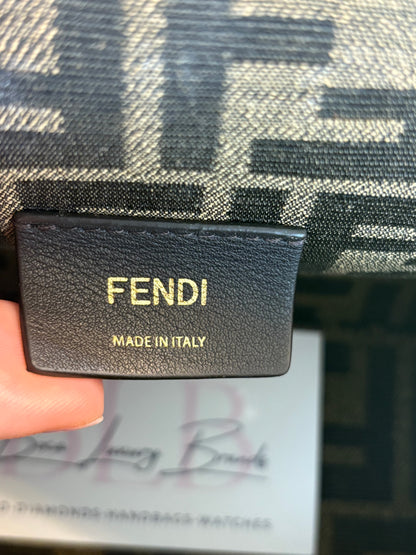 FENDI
MADE IN ITALY
Luxury Brands
DIAMONDS-HANDBAGS-WATCHES